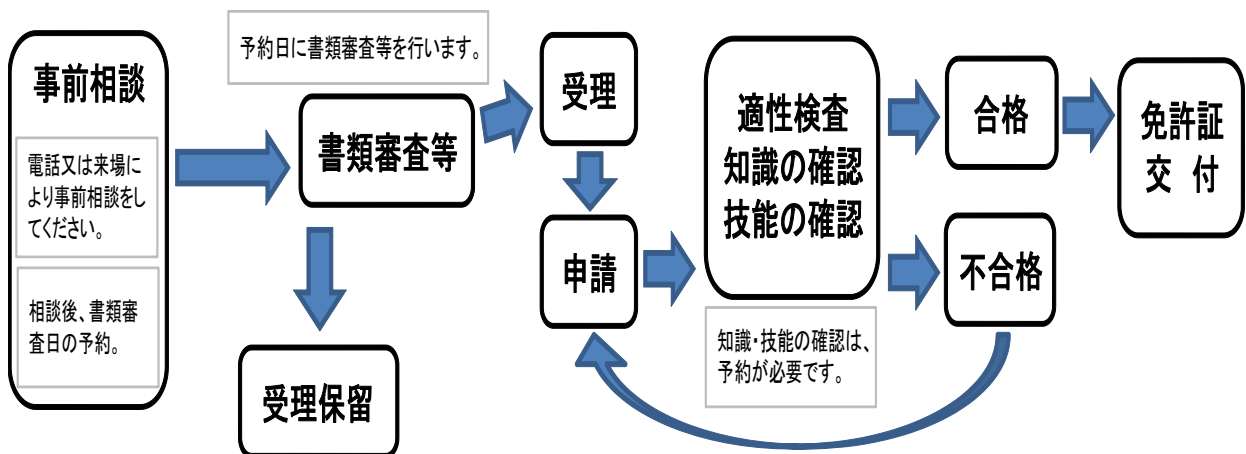 事前相談
電話又は来場に
より事前相談をし
てください。
相談後、書類審
査日の予約。
予約日に書類審査等を行います。
書類審査等
受理保留
受理
申請
適性検査
知識の確認
技能の確認
知識・技能の確認は、
予約が必要です。
合格
不合格
免許証
交　付